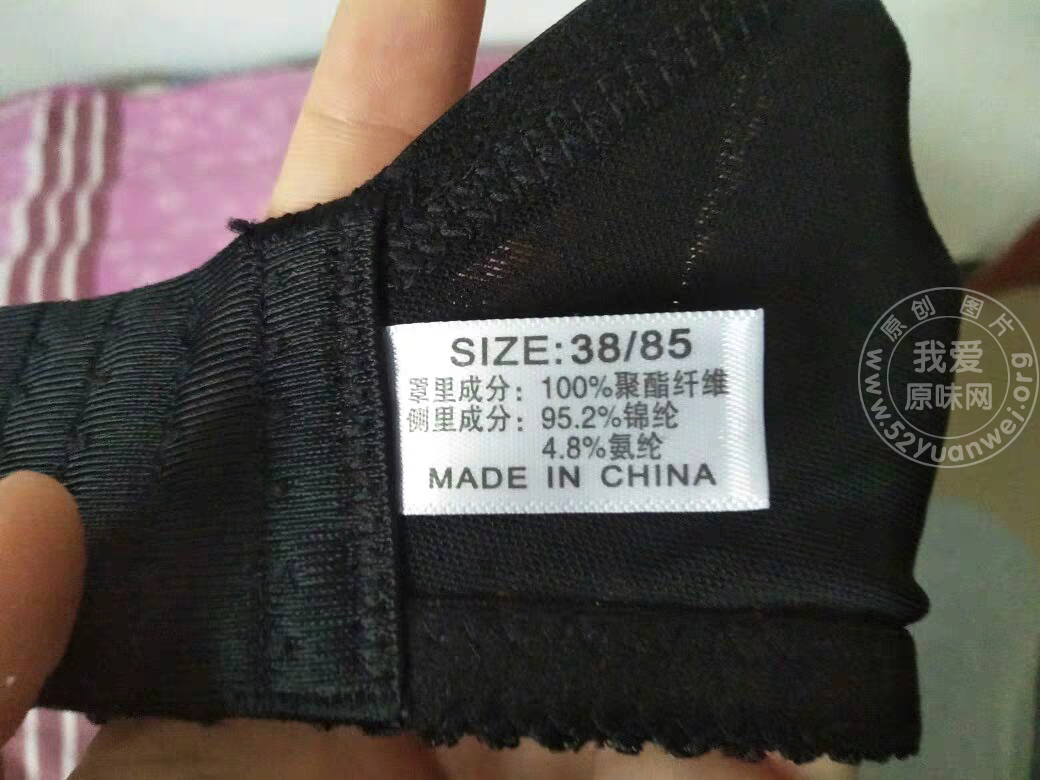 SIZE: 38/85
罩里成分: 100%聚酯纤维
侧里成分: 95.2%锦纶
4.8%氨纶
MADE IN CHINA
原创图片
我爱
原味网
www.52yuanwei.org